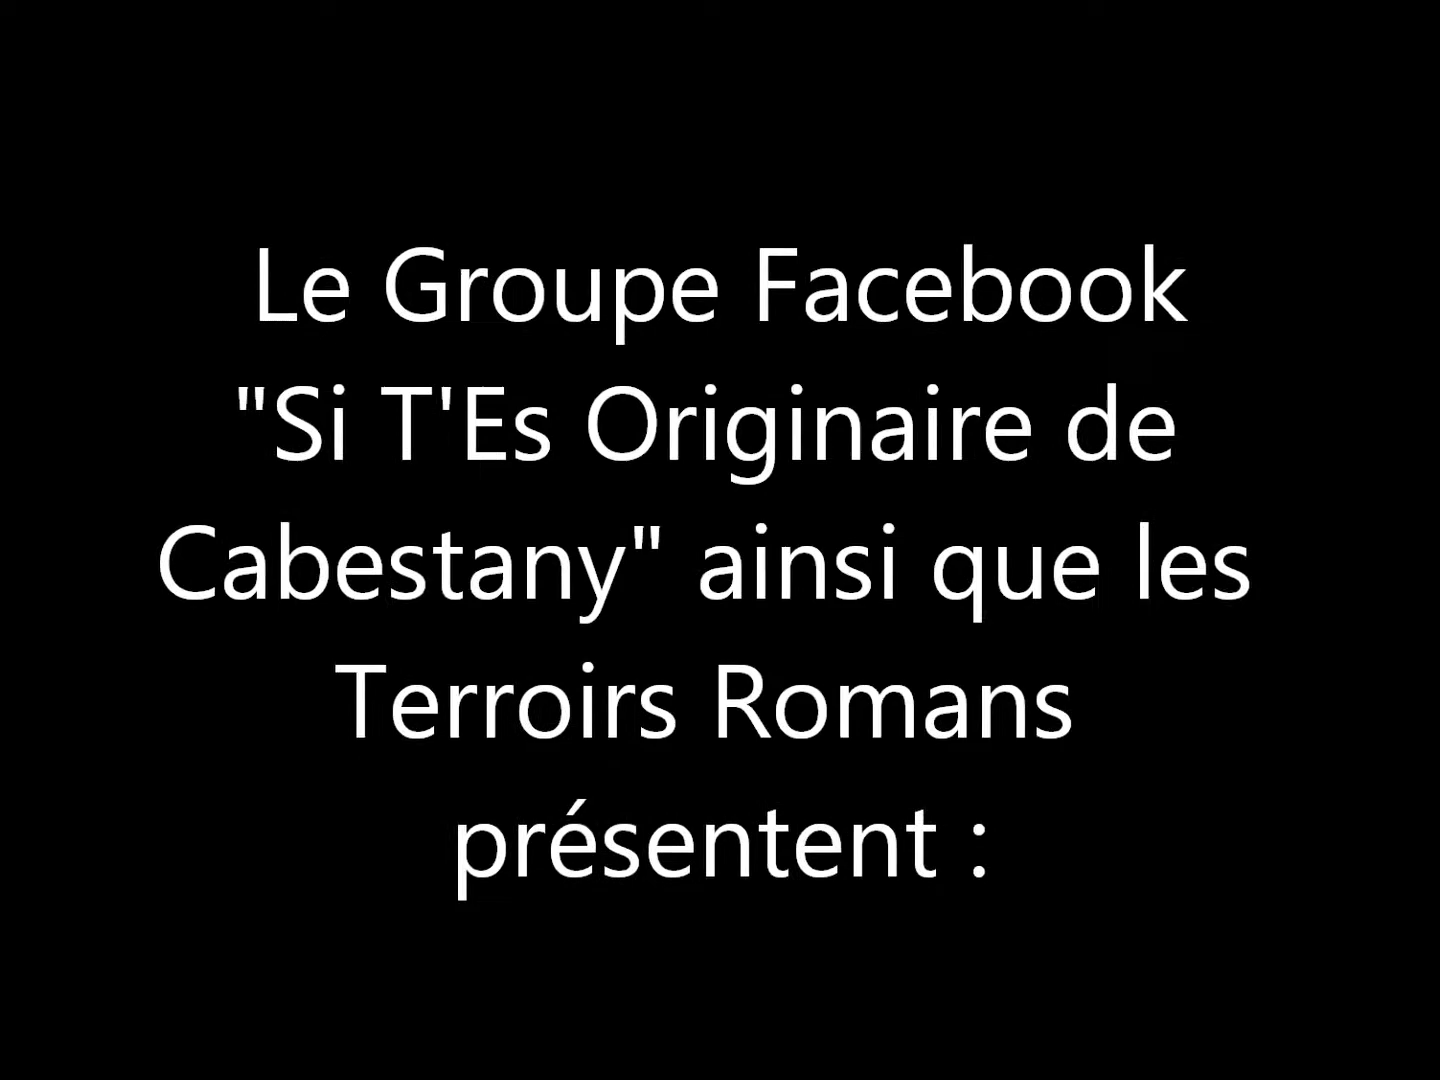 Le Groupe Facebook
"Si T'Es Originaire de
Cabestany" ainsi que les
Terroirs Romans
présentent :